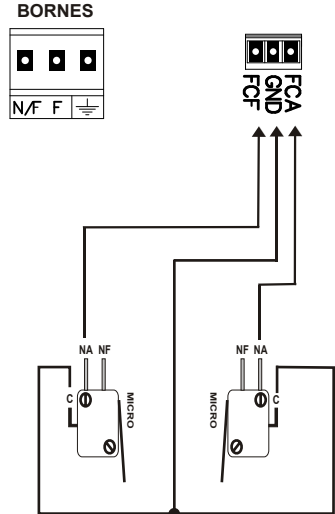 BORNES
N/F F
FCF
GND
FCA
NA NF
NF NA
C
MICRO
MICRO
C